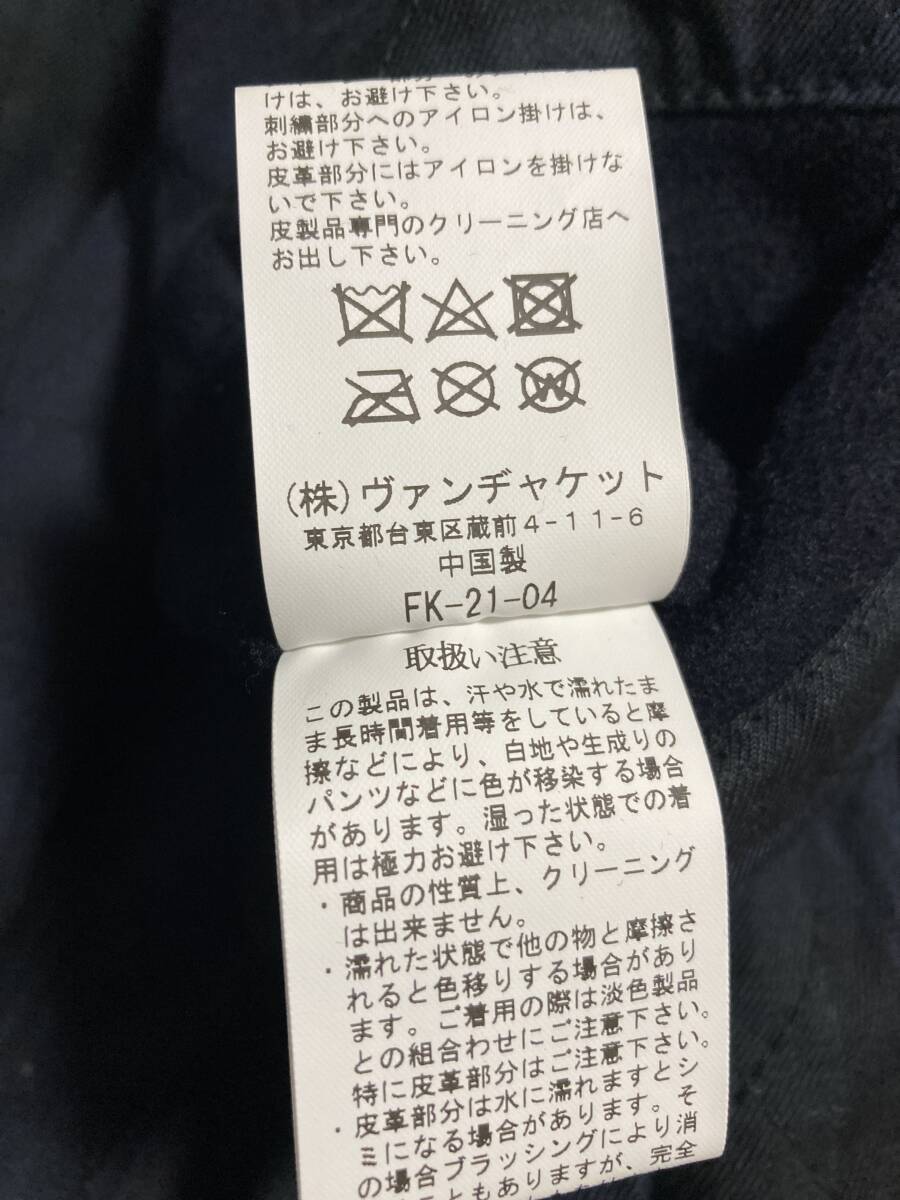 けは、お避け下さい。
刺繍部分へのアイロン掛けは、
お避け下さい。
皮革部分にはアイロンを掛けな
いで下さい。
皮製品専門のクリーニング店へ
お出し下さい。
W
(株)ヴァンヂャケット
東京都台東区蔵前4-11-6
中国製
FK-21-04
取扱い注意
この製品は、汗や水で濡れたま
ま長時間着用等をしていると摩
擦などにより、白地や生成りの
パンツなどに色が移染する場合
があります。湿った状態での着
用は極力お避け下さい。
・商品の性質上、クリーニング
は出来ません。
・濡れた状態で他の物と摩擦さ
れると色移りする場合があり
ます。ご着用の際は淡色製品
との組合わせにご注意下さい。
特に皮革部分はご注意下さい。
・皮革部分は水に濡れますとシ
ミになる場合があります。そ
の場合ブラッシングにより消
こともありますが、完全